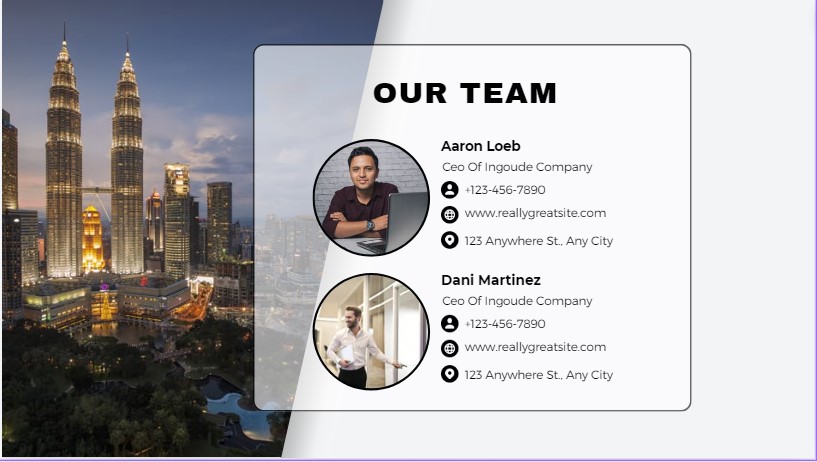 OUR TEAM
Aaron Loeb
Ceo Of Ingoude Company
+123-456-7890
www.reallygreatsite.com
123 Anywhere St., Any City
Dani Martinez
Ceo Of Ingoude Company
+123-456-7890
www.reallygreatsite.com
123 Anywhere St., Any City